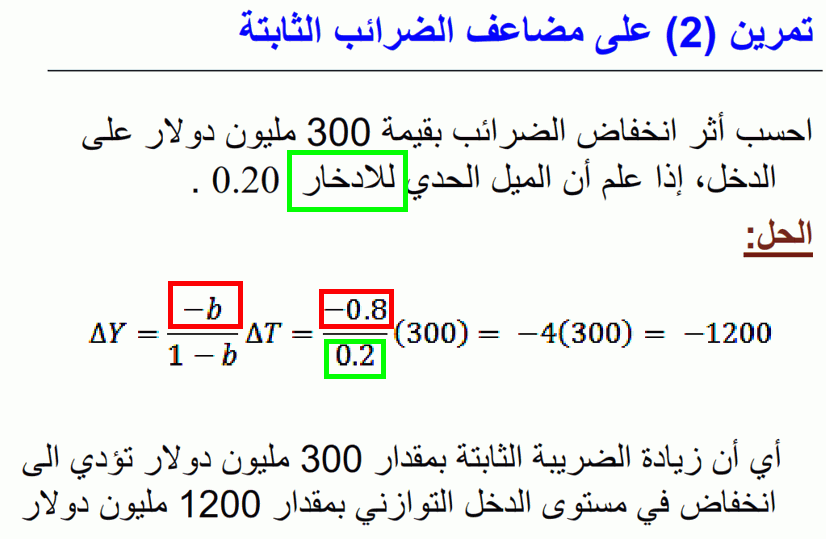 تمرين (2) على مضاعف الضرائب الثابتة
احسب أثر انخفاض الضرائب بقيمة 300 مليون دولار على
الدخل، إذا علم أن الميل الحدي للادخار 0.20 .
الحل:
ΔY = \frac{-b}{1 - b} ΔT = \frac{-0.8}{0.2} (300) = -4(300) = -1200
أي أن زيادة الضريبة الثابتة بمقدار 300 مليون دولار تؤدي الى
انخفاض في مستوى الدخل التوازني بمقدار 1200 مليون دولار